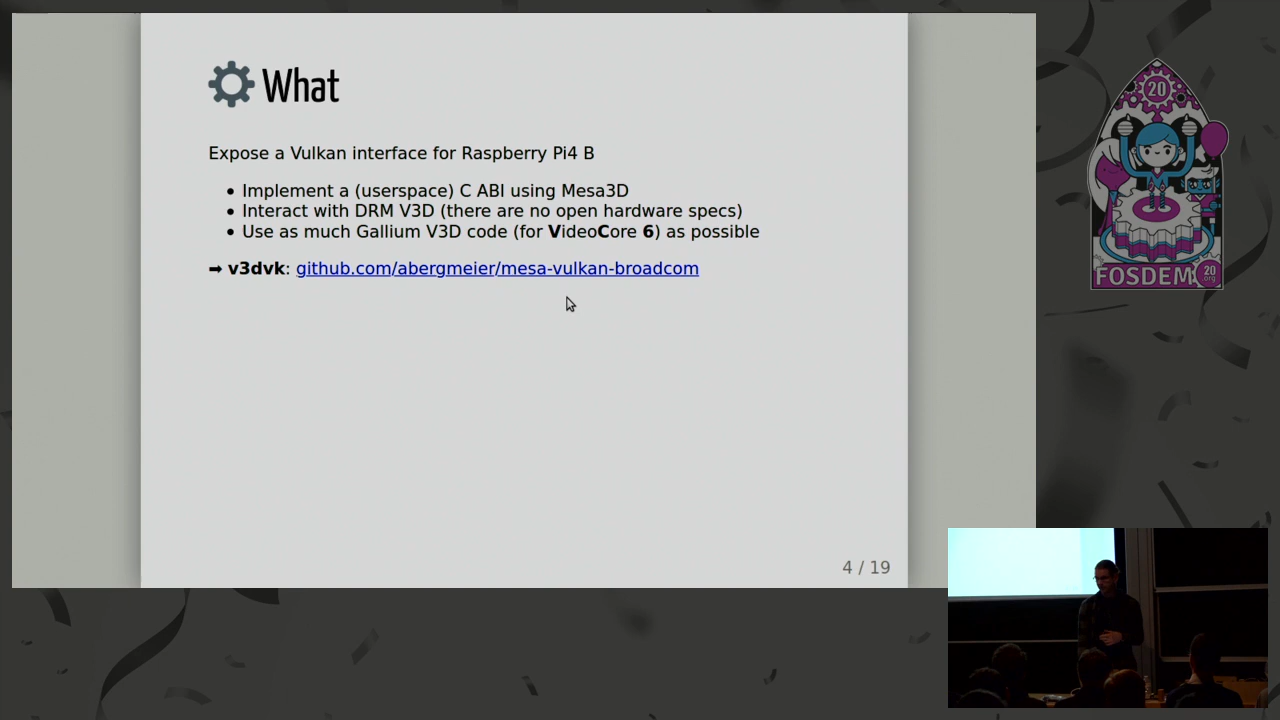 What
Expose a Vulkan interface for Raspberry Pi4 B
• Implement a (userspace) C ABI using Mesa3D
• Interact with DRM V3D (there are no open hardware specs)
• Use as much Gallium V3D code (for VideoCore 6) as possible
➡ v3dvk: github.com/abergmeier/mesa-vulkan-broadcom
4 / 19
20
FOSDEM
20
.org